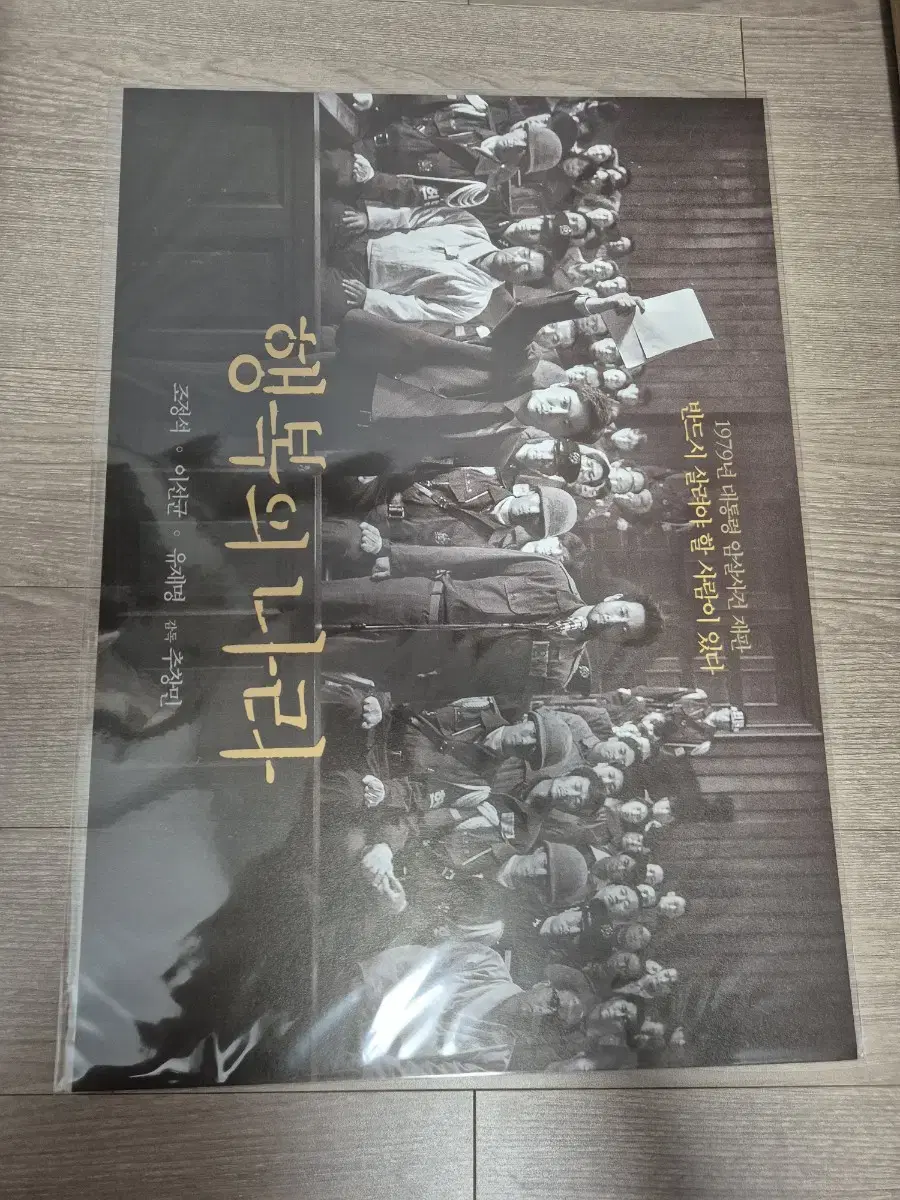 1979년 대통령 암살사건 재판
반드시 살려야 할 사람이 있다
행복의 나라
조정석 ○ 이선균 ○ 유재명 감독 추창민